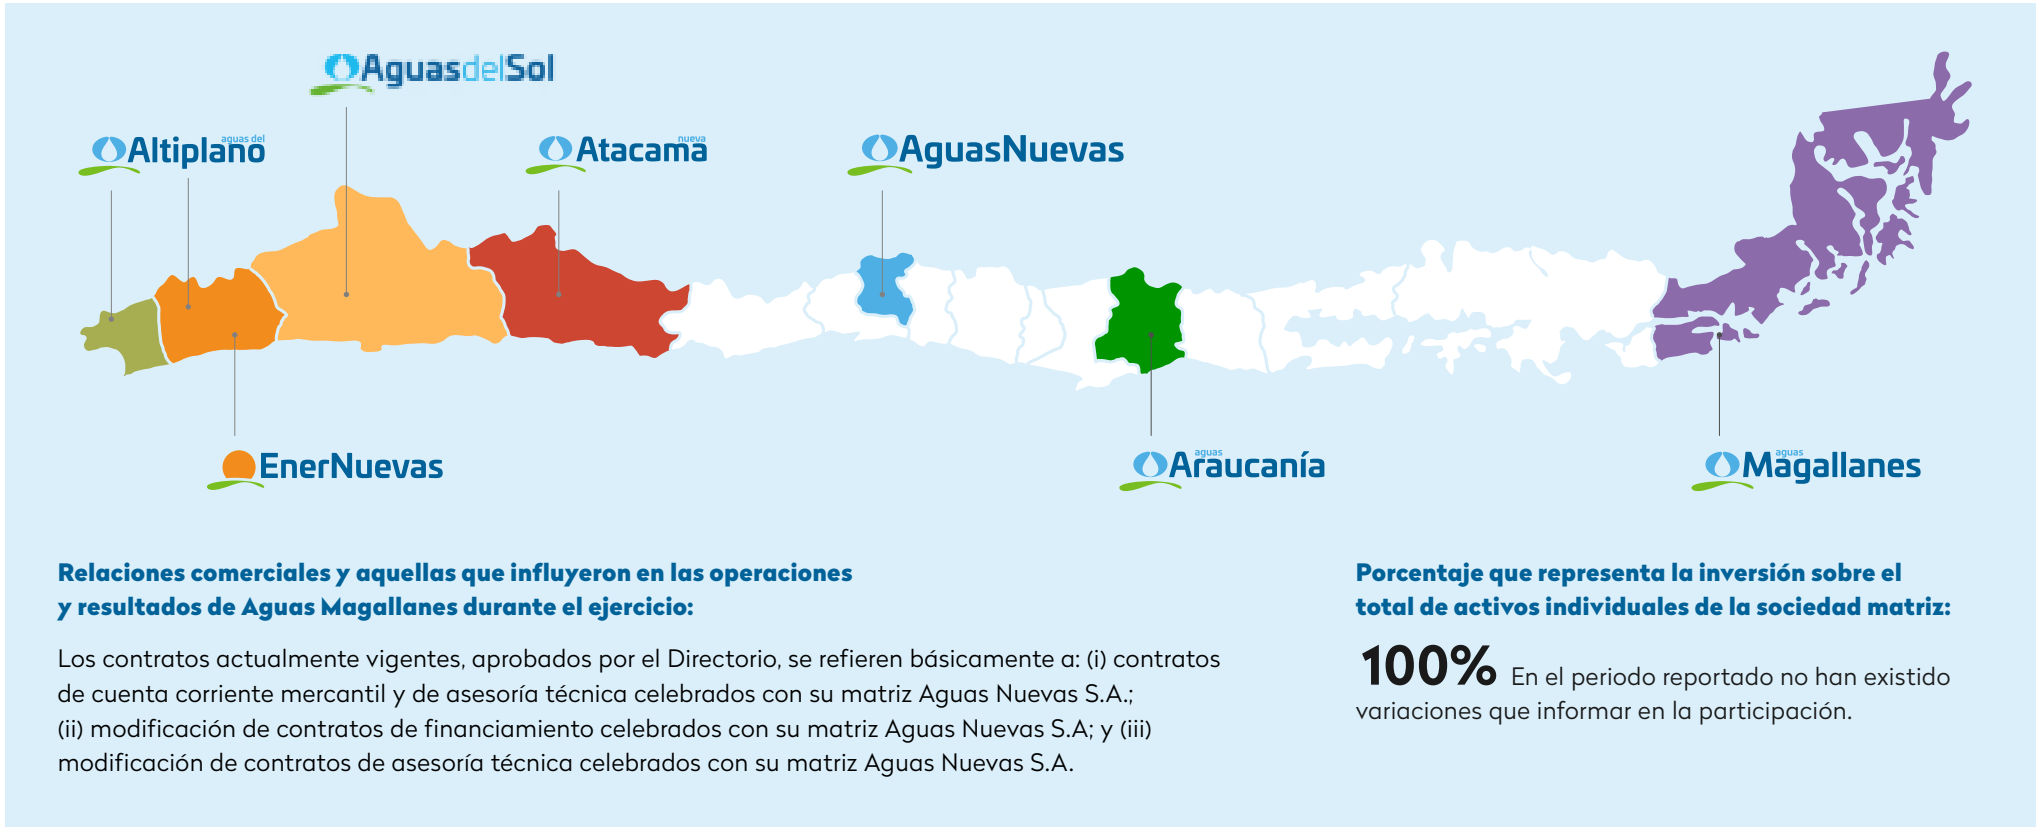 AguasdelSol
aguas del
Altiplano
nueva
Atacama
AguasNuevas
EnerNuevas
aguas
Araucanía
aguas
Magallanes
Relaciones comerciales y aquellas que influyeron en las operaciones
y resultados de Aguas Magallanes durante el ejercicio:
Los contratos actualmente vigentes, aprobados por el Directorio, se refieren básicamente a: (i) contratos
de cuenta corriente mercantil y de asesoría técnica celebrados con su matriz Aguas Nuevas S.A.;
(ii) modificación de contratos de financiamiento celebrados con su matriz Aguas Nuevas S.A; y (iii)
modificación de contratos de asesoría técnica celebrados con su matriz Aguas Nuevas S.A.
Porcentaje que representa la inversión sobre el
total de activos individuales de la sociedad matriz:
100% En el periodo reportado no han existido
variaciones que informar en la participación.